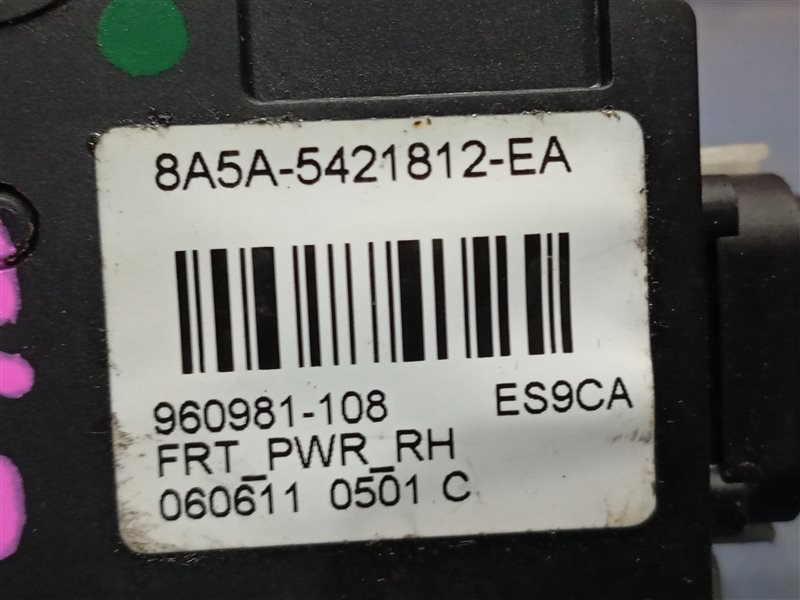 8A5A-5421812-EA
960981-108 ES9CA
FRT_PWR_RH
060611 0501 C